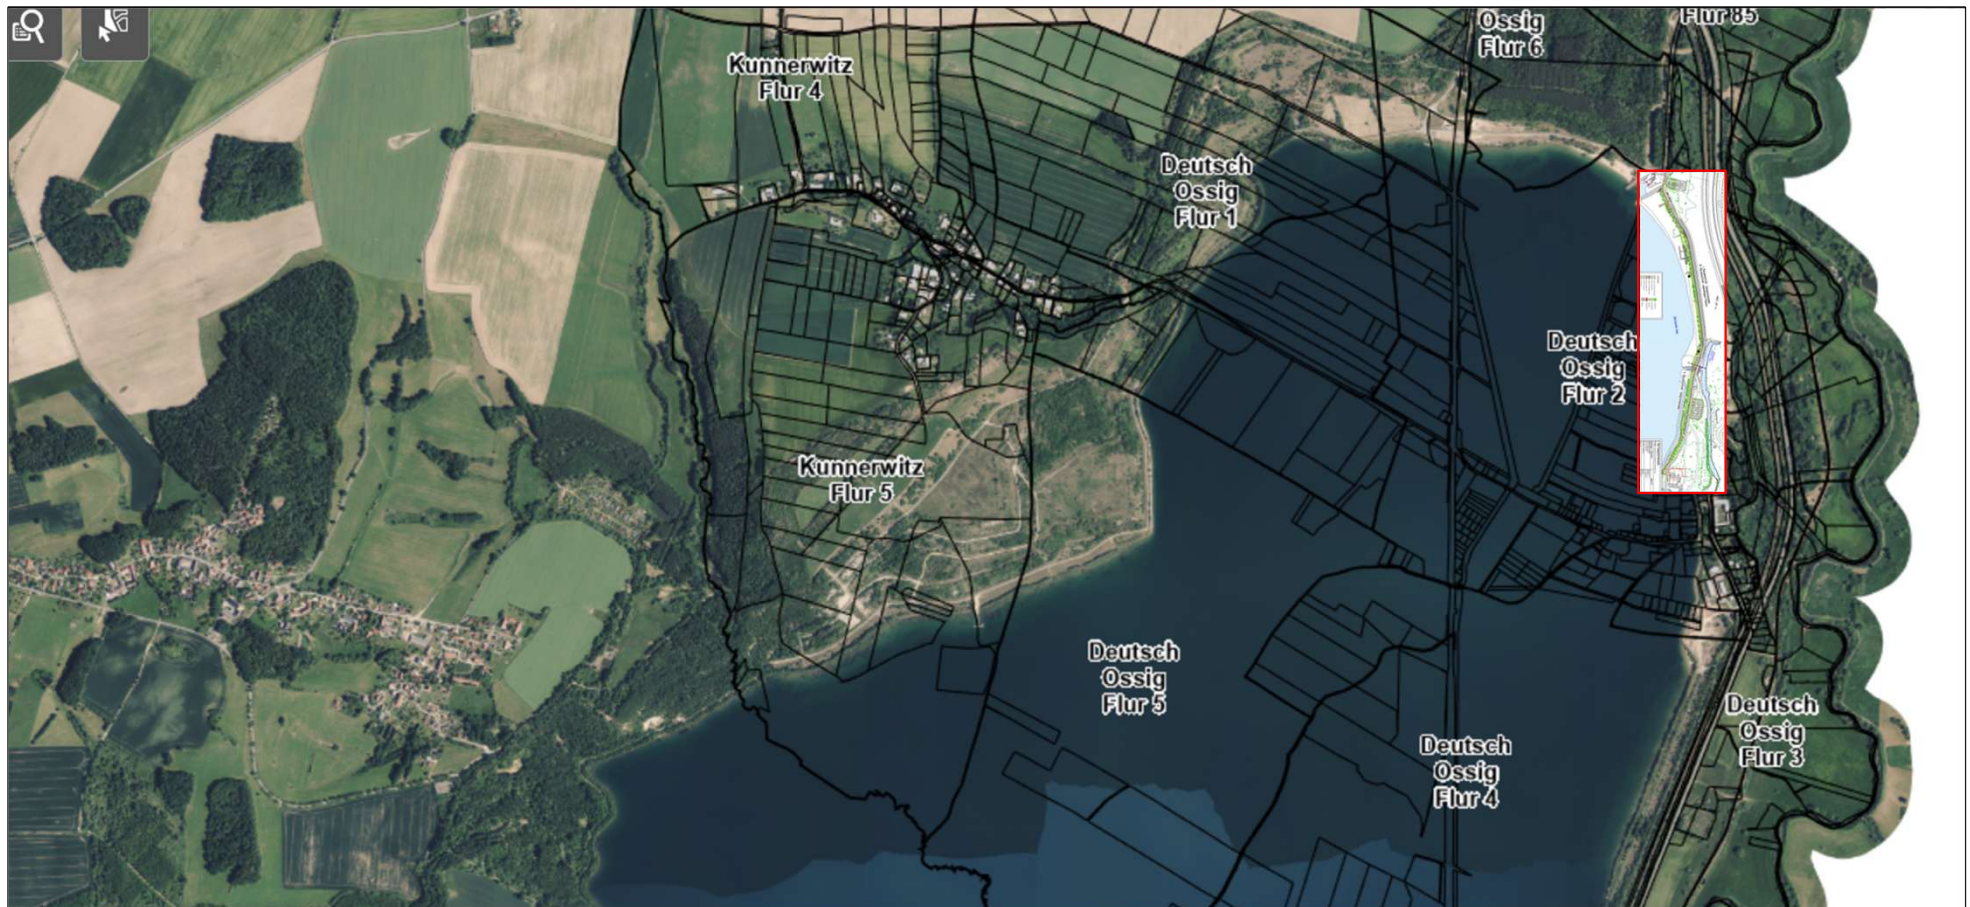 Ossig
Flur 6
Flur 85
Kunnerwitz
Flur 4
Deutsch
Ossig
Flur 1
Deutsch
Ossig
Flur 2
Kunnerwitz
Flur 5
Deutsch
Ossig
Flur 5
Deutsch
Ossig
Flur 3
Deutsch
Ossig
Flur 4